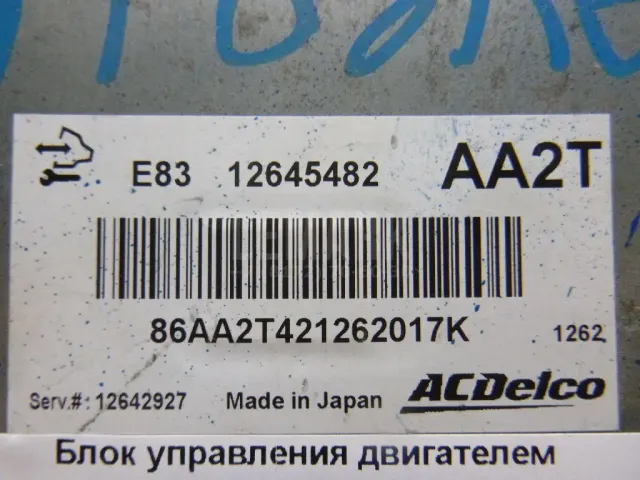 E83 12645482 AA2T
86AA2T421262017K 1262
Serv.#: 12642927 Made in Japan ACDelco
Блок управления двигателем